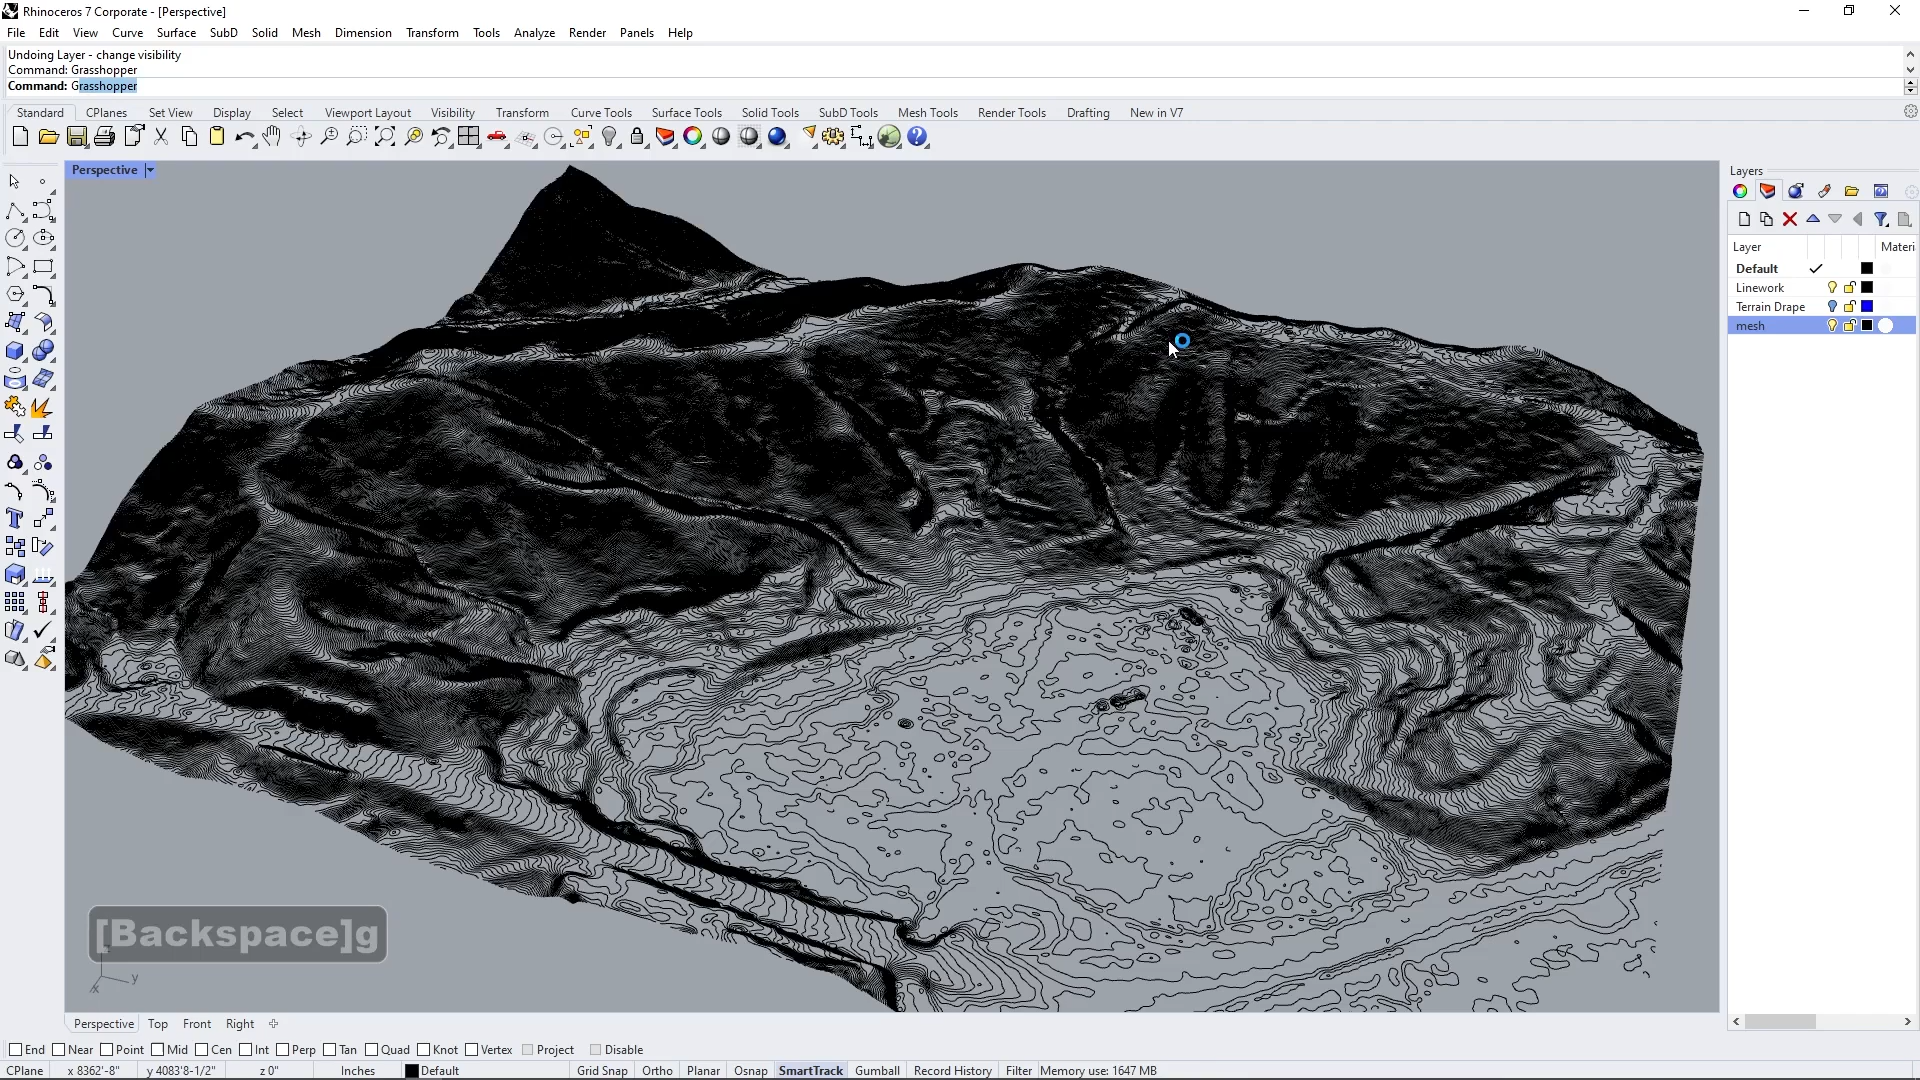 Rhinoceros 7 Corporate - [Perspective]
File Edit View Curve Surface SubD Solid Mesh Dimension Transform Tools Analyze Render Panels Help
Undoing Layer - change visibility
Command: Grasshopper
Command: Grasshopper
Standard CPlanes Set View Display Select Viewport Layout Visibility Transform Curve Tools Surface Tools Solid Tools SubD Tools Mesh Tools Render Tools Drafting New in V7
Perspective
Layers
Layer Materi
Default
Linework
Terrain Drape
mesh
[Backspace]g
y
x
Perspective Top Front Right
End Near Point Mid Cen Int Perp Tan Quad Knot Vertex Project Disable
CPlane x 8362'-8" y 4083'8-1/2" z 0" Inches Default Grid Snap Ortho Planar Osnap SmartTrack Gumball Record History Filter Memory use: 1647 MB